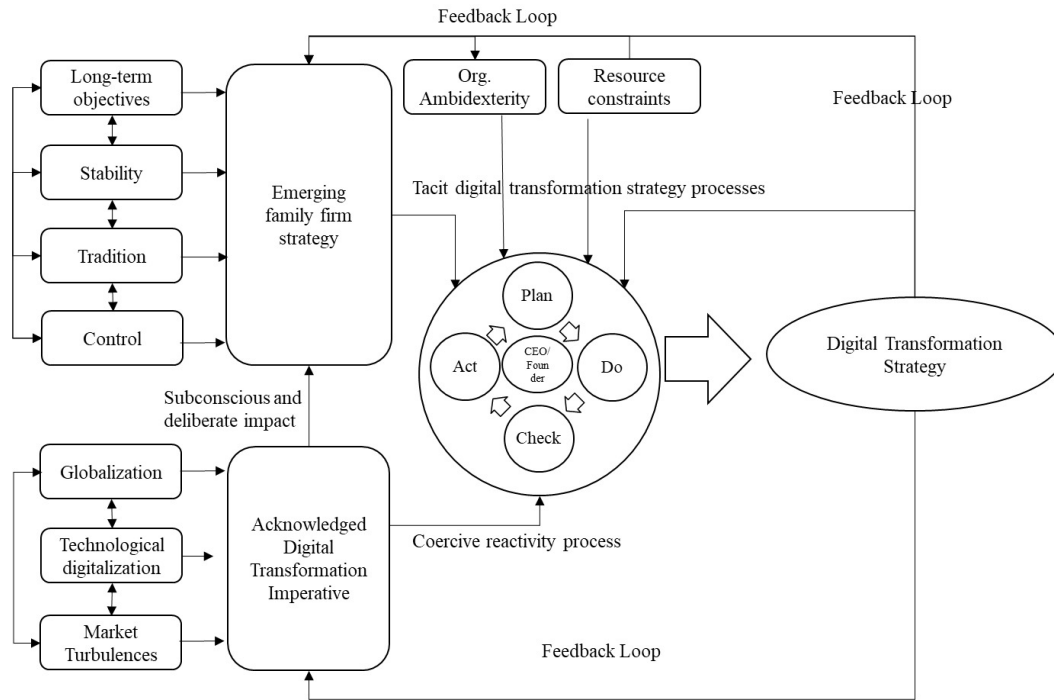 Feedback Loop
Long-term
objectives
Org.
Ambidexterity
Resource
constraints
Feedback Loop
Stability
Emerging
family firm
strategy
Tacit digital transformation strategy processes
Tradition
Plan
Control
CEO/
Foun
der
Act
Do
Digital Transformation
Strategy
Subconscious and
deliberate impact
Check
Globalization
Acknowledged
Digital
Transformation
Imperative
Coercive reactivity process
Technological
digitalization
Market
Turbulences
Feedback Loop